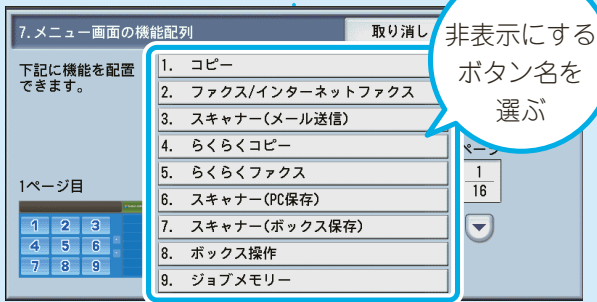 7.メニュー画面の機能配列
取り消し
非表示にする
ボタン名を
選ぶ
下記に機能を配置
できます。
1. コピー
2. ファクス/インターネットファクス
3. スキャナー(メール送信)
4. らくらくコピー
5. らくらくファクス
6. スキャナー(PC保存)
7. スキャナー(ボックス保存)
8. ボックス操作
9. ジョブメモリー
ページ
1
16
1ページ目
1 2 3
4 5 6
7 8 9